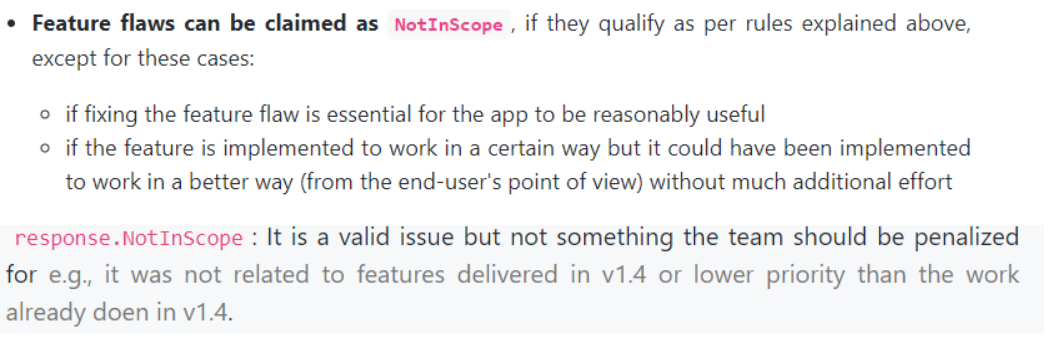 • Feature flaws can be claimed as NotInScope , if they qualify as per rules explained above,
except for these cases:
◦ if fixing the feature flaw is essential for the app to be reasonably useful
◦ if the feature is implemented to work in a certain way but it could have been implemented
to work in a better way (from the end-user's point of view) without much additional effort
response.NotInScope : It is a valid issue but not something the team should be penalized
for e.g., it was not related to features delivered in v1.4 or lower priority than the work
already doen in v1.4.